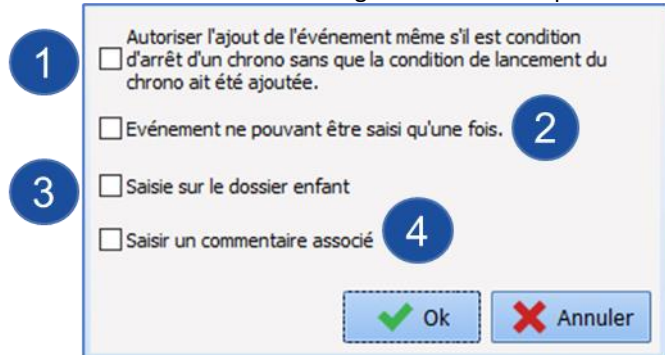 1
Autoriser l'ajout de l'événement même s'il est condition
d'arrêt d'un chrono sans que la condition de lancement du
chrono ait été ajoutée.
Evénement ne pouvant être saisi qu'une fois.
2
3
Saisie sur le dossier enfant
Saisir un commentaire associé
4
Ok
Annuler